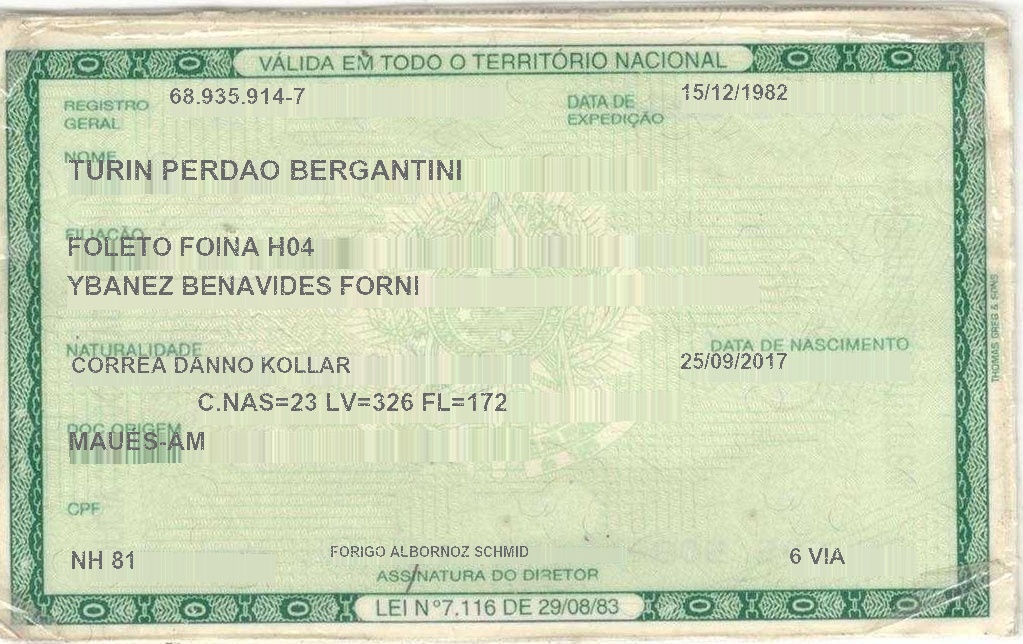 VÁLIDA EM TODO O TERRITÓRIO NACIONAL
REGISTRO GERAL 68.935.914-7 DATA DE EXPEDIÇÃO 15/12/1982
NOME
TURIN PERDAO BERGANTINI
FILIAÇÃO
FOLETO FOINA H04
YBANEZ BENAVIDES FORNI
NATURALIDADE DATA DE NASCIMENTO
CORREA DANNO KOLLAR 25/09/2017
C.NAS=23 LV=326 FL=172
DOC ORIGEM
MAUES-AM
CPF
NH 81 FORIGO ALBORNOZ SCHMID 6 VIA
ASSINATURA DO DIRETOR
LEI Nº7.116 DE 29/08/83
THOMAS GREG & SONS